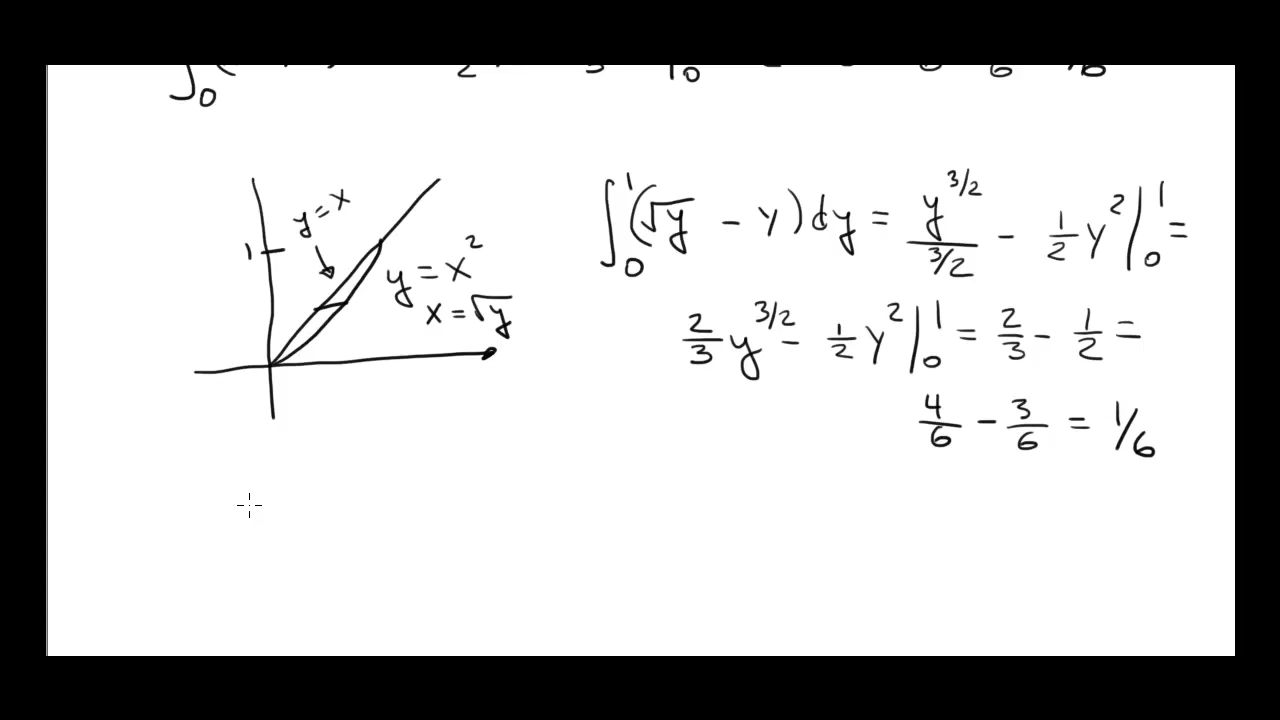 y = x
1
y = x²
x = √y
∫₀¹ (√y - y) dy = y^(3/2) / (3/2) - 1/2 y² |₀¹ =
2/3 y^(3/2) - 1/2 y² |₀¹ = 2/3 - 1/2 =
4/6 - 3/6 = 1/6